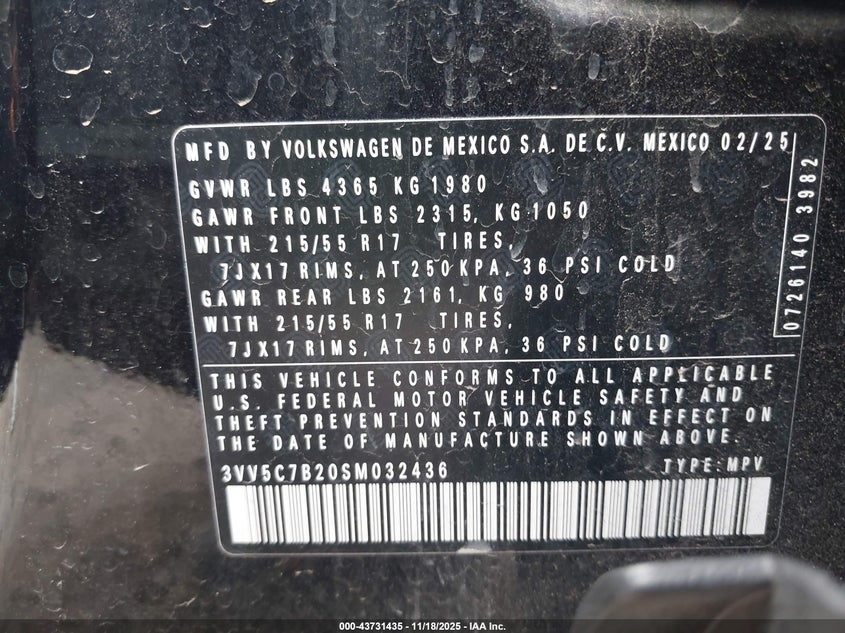 MFD BY VOLKSWAGEN DE MEXICO S.A. DE C.V. MEXICO 02/25
GVWR LBS 4365 KG 1980
GAWR FRONT LBS 2315, KG 1050
WITH 215/55 R17 TIRES,
7JX17 RIMS, AT 250 KPA, 36 PSI COLD
GAWR REAR LBS 2161, KG 980
WITH 215/55 R17 TIRES,
7JX17 RIMS, AT 250 KPA, 36 PSI COLD
0726140 3982
THIS VEHICLE CONFORMS TO ALL APPLICABLE
U.S. FEDERAL MOTOR VEHICLE SAFETY AND
THEFT PREVENTION STANDARDS IN EFFECT ON
THE DATE OF MANUFACTURE SHOWN ABOVE.
3VV5C7B20SM032436 TYPE: MPV
000-43731435 - 11/18/2025 - IAA Inc.